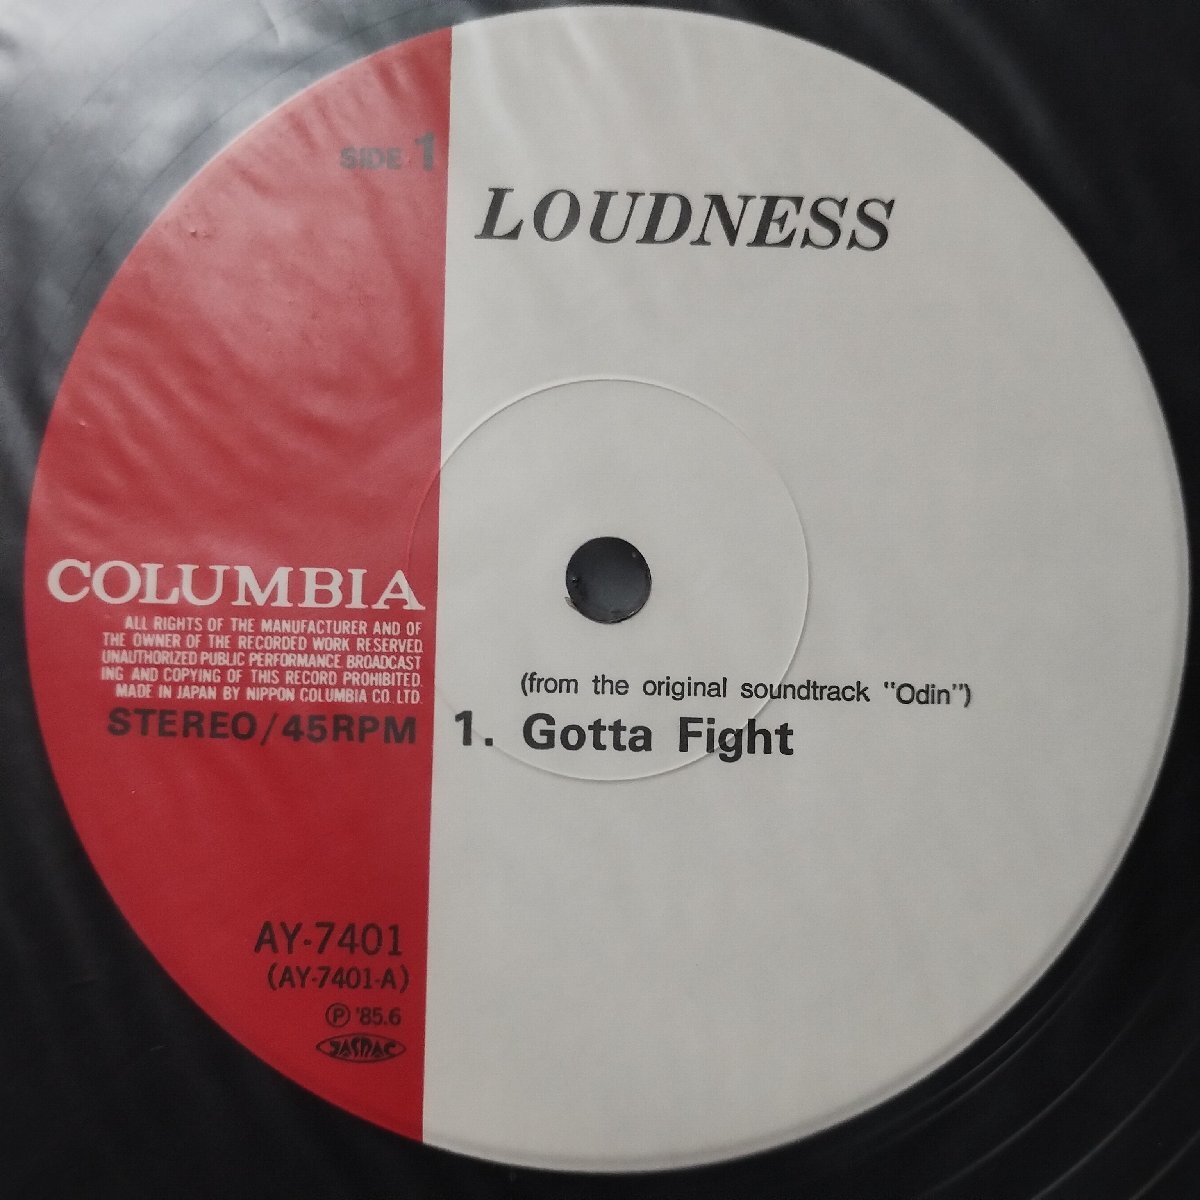 SIDE 1
LOUDNESS
COLUMBIA
ALL RIGHTS OF THE MANUFACTURER AND OF
THE OWNER OF THE RECORDED WORK RESERVED.
UNAUTHORIZED PUBLIC PERFORMANCE BROADCAST
ING AND COPYING OF THIS RECORD PROHIBITED.
MADE IN JAPAN BY NIPPON COLUMBIA CO. LTD.
STEREO/45RPM
(from the original soundtrack "Odin")
1. Gotta Fight
AY-7401
(AY-7401-A)
Ⓟ '85.6
JASRAC